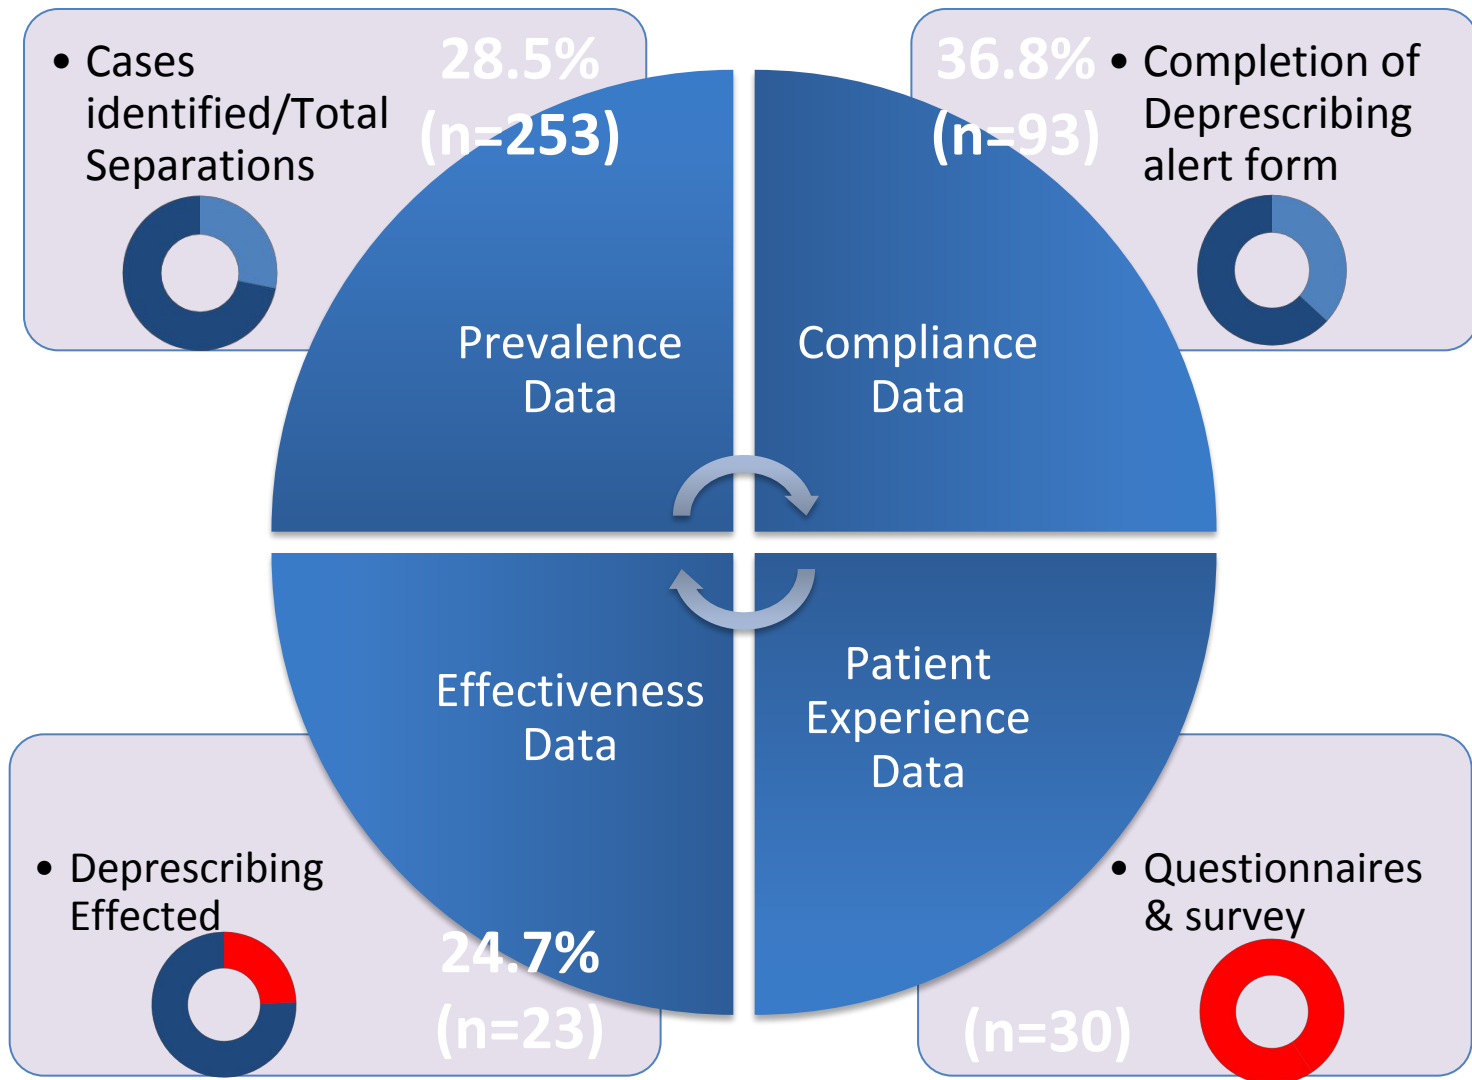 • Cases
identified/Total
Separations
28.5%
(n=253)
36.8%
(n=93)
• Completion of
Deprescribing
alert form
Prevalence
Data
Compliance
Data
Effectiveness
Data
Patient
Experience
Data
• Deprescribing
Effected
24.7%
(n=23)
• Questionnaires
& survey
(n=30)